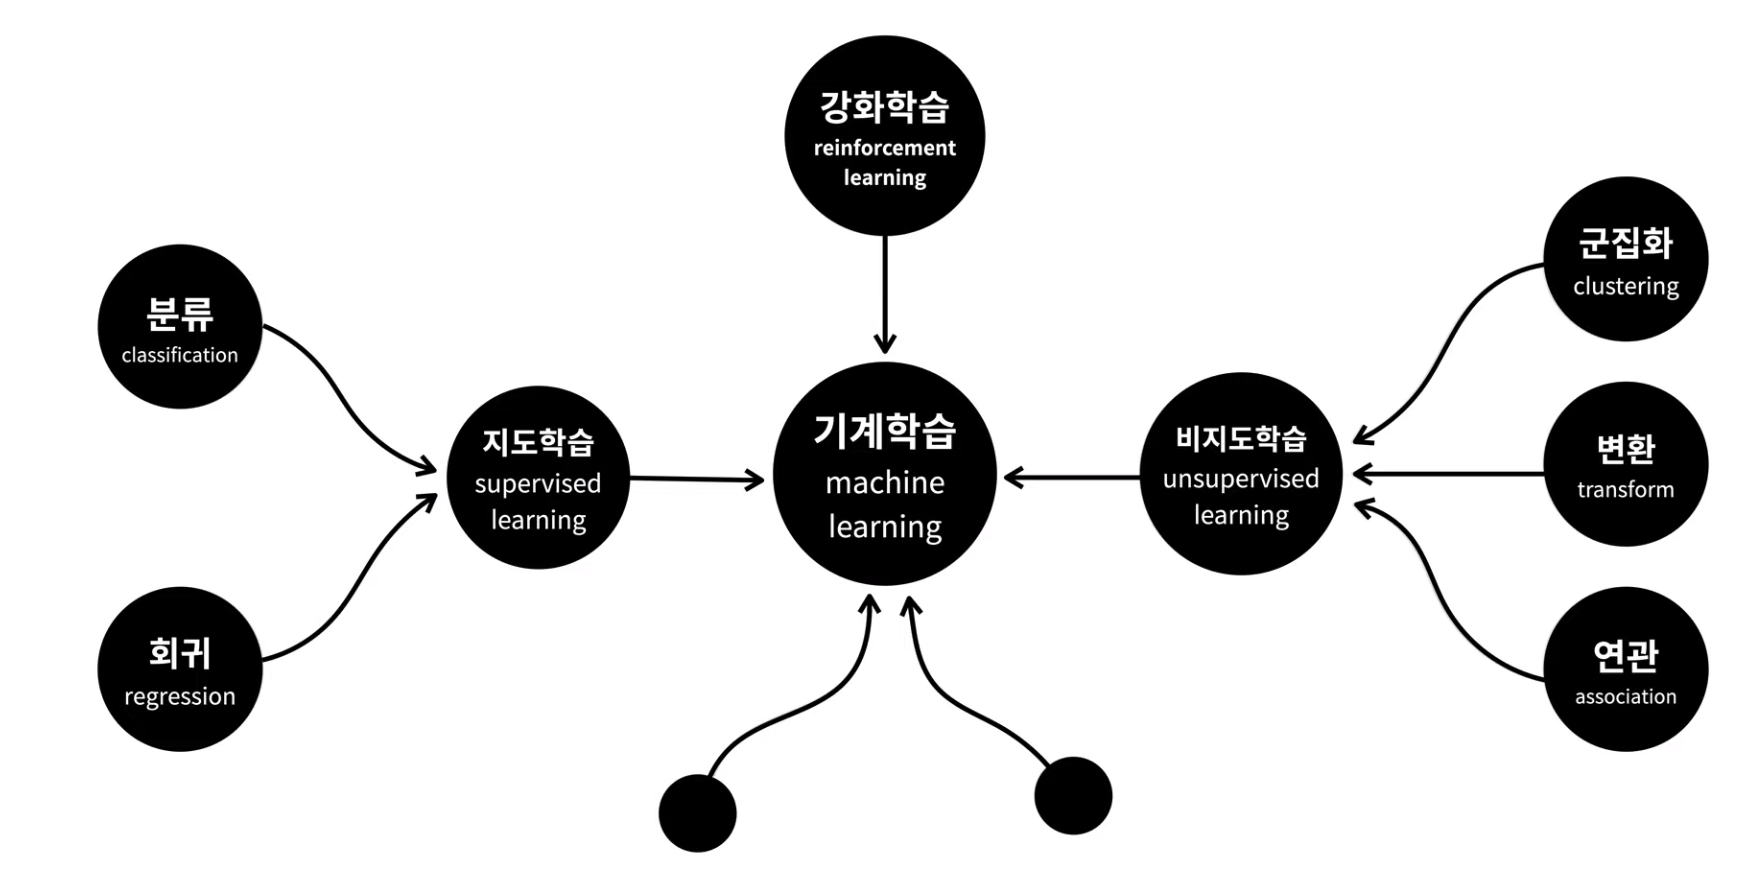 강화학습
reinforcement
learning
분류
classification
회귀
regression
지도학습
supervised
learning
기계학습
machine
learning
비지도학습
unsupervised
learning
군집화
clustering
변환
transform
연관
association